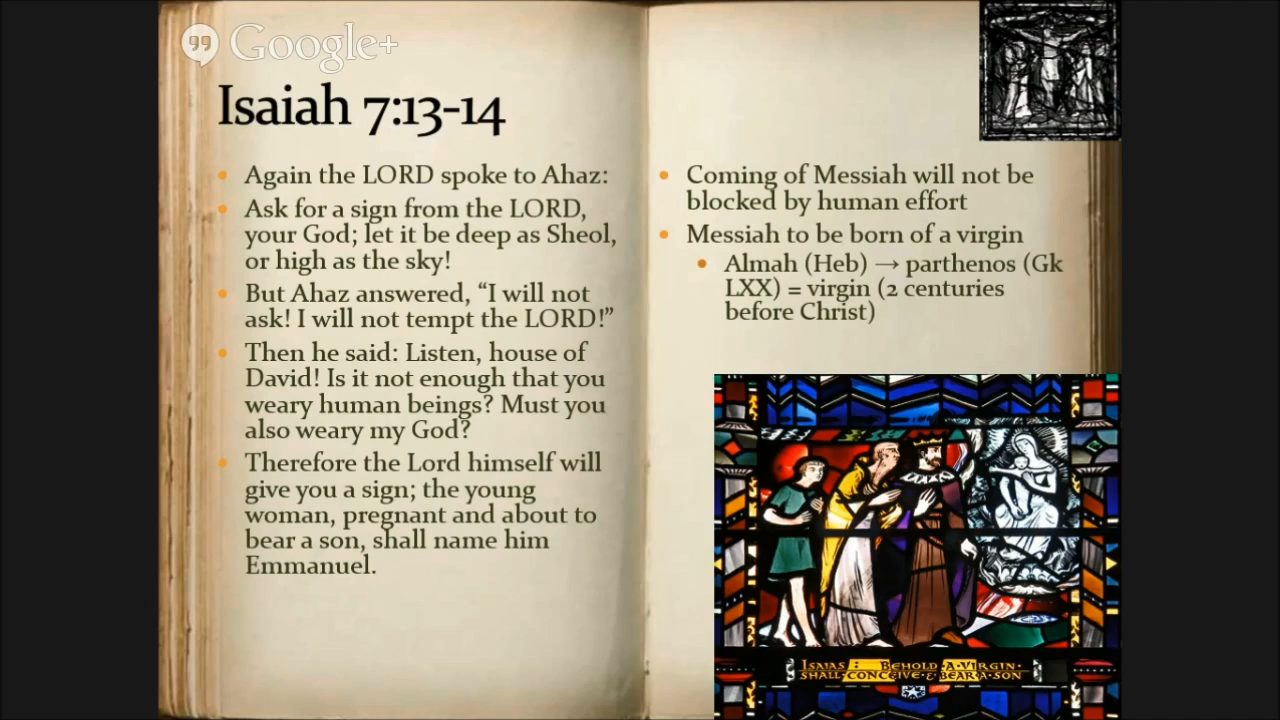 Google+
Isaiah 7:13-14
• Again the LORD spoke to Ahaz:
• Ask for a sign from the LORD,
your God; let it be deep as Sheol,
or high as the sky!
• But Ahaz answered, “I will not
ask! I will not tempt the LORD!”
• Then he said: Listen, house of
David! Is it not enough that you
weary human beings? Must you
also weary my God?
• Therefore the Lord himself will
give you a sign; the young
woman, pregnant and about to
bear a son, shall name him
Emmanuel.
• Coming of Messiah will not be
blocked by human effort
• Messiah to be born of a virgin
• Almah (Heb) → parthenos (Gk
LXX) = virgin (2 centuries
before Christ)
ISAIAS : BEHOLD·A·VIRGIN·
SHALL·CONCEIVE·&·BEAR·A·SON